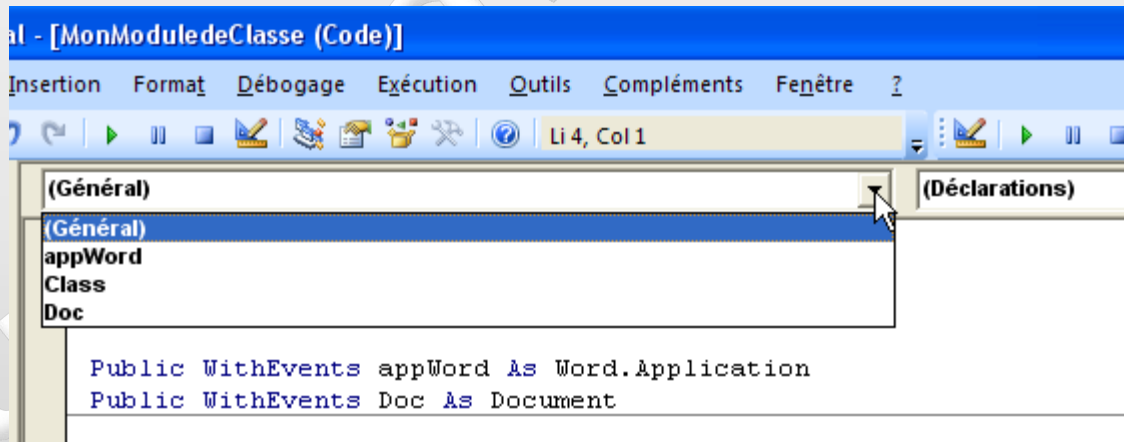 al - [MonModuledeClasse (Code)]
Insertion Format Débogage Exécution Outils Compléments Fenêtre ?
Li 4, Col 1
(Général) (Déclarations)
(Général)
appWord
Class
Doc
Public WithEvents appWord As Word.Application
Public WithEvents Doc As Document